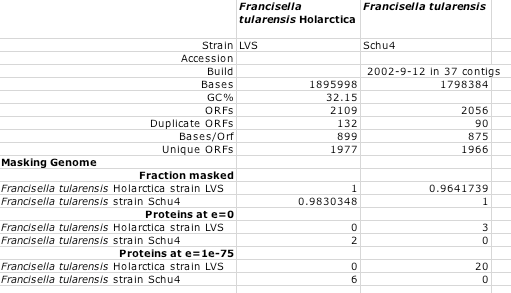 Francisella tularensis Holarctica Francisella tularensis
Strain LVS Schu4
Accession
Build 2002-9-12 in 37 contigs
Bases 1895998 1798384
GC% 32.15
ORFs 2109 2056
Duplicate ORFs 132 90
Bases/Orf 899 875
Unique ORFs 1977 1966
Masking Genome
Fraction masked
Francisella tularensis Holarctica strain LVS 1 0.9641739
Francisella tularensis strain Schu4 0.9830348 1
Proteins at e=0
Francisella tularensis Holarctica strain LVS 0 3
Francisella tularensis strain Schu4 2 0
Proteins at e=1e-75
Francisella tularensis Holarctica strain LVS 0 20
Francisella tularensis strain Schu4 6 0